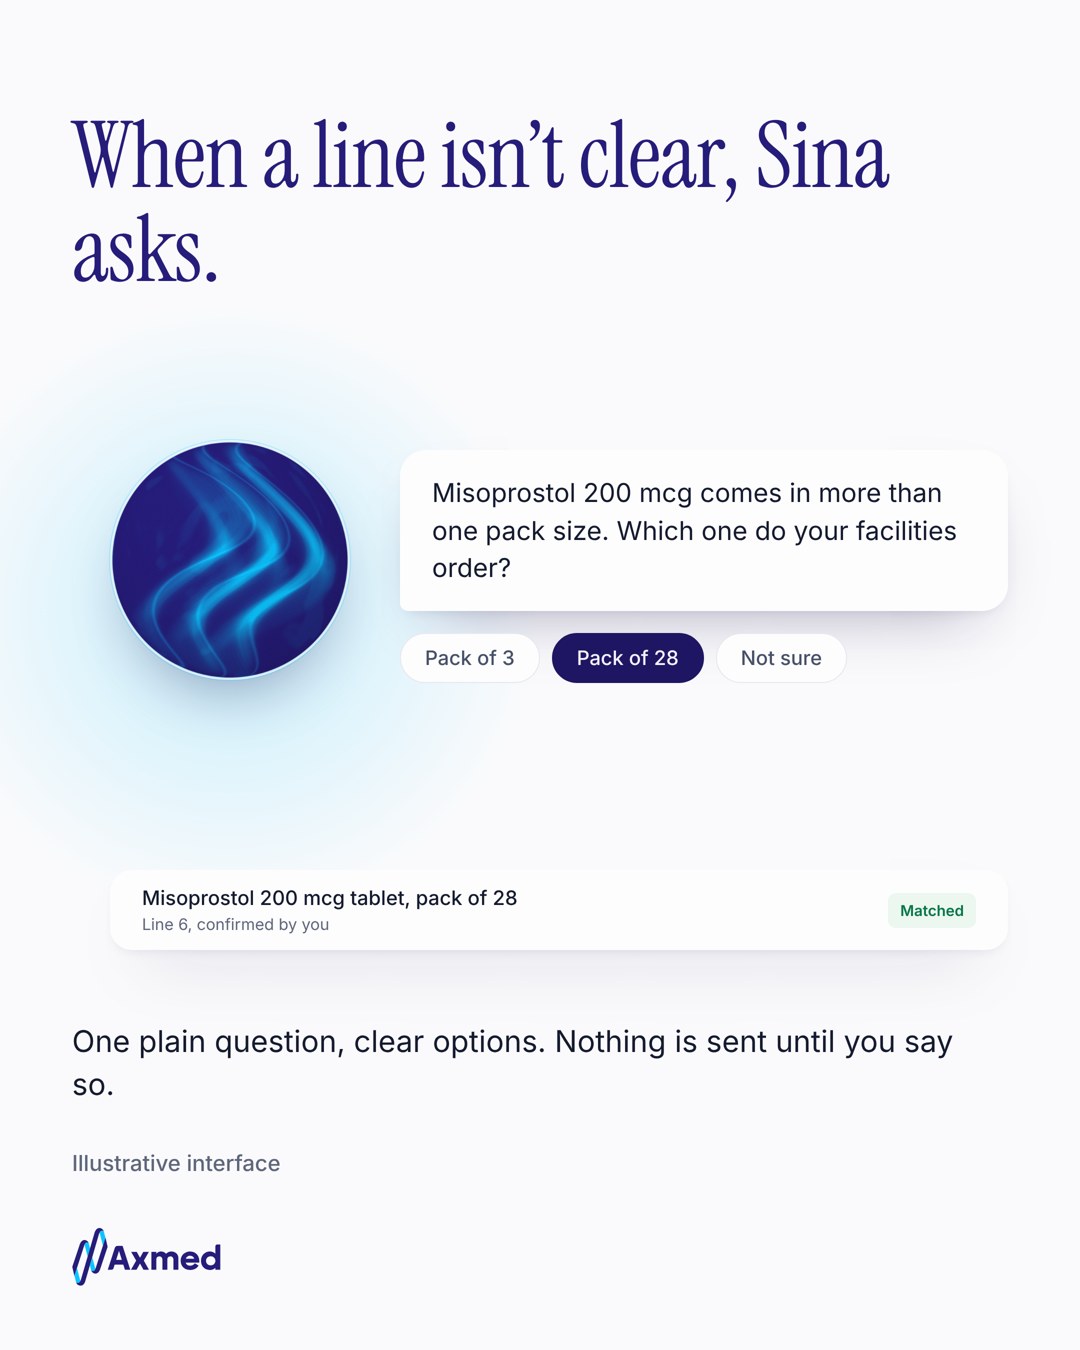 When a line isn’t clear, Sina
asks.
Misoprostol 200 mcg comes in more than
one pack size. Which one do your facilities
order?
Pack of 3
Pack of 28
Not sure
Misoprostol 200 mcg tablet, pack of 28
Line 6, confirmed by you
Matched
One plain question, clear options. Nothing is sent until you say
so.
Illustrative interface
Axmed